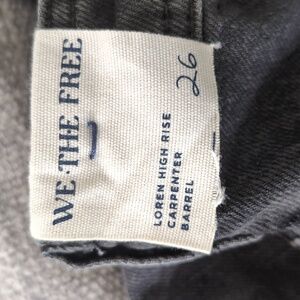 WE THE FREE
26
LOREN HIGH RISE
CARPENTER
BARREL